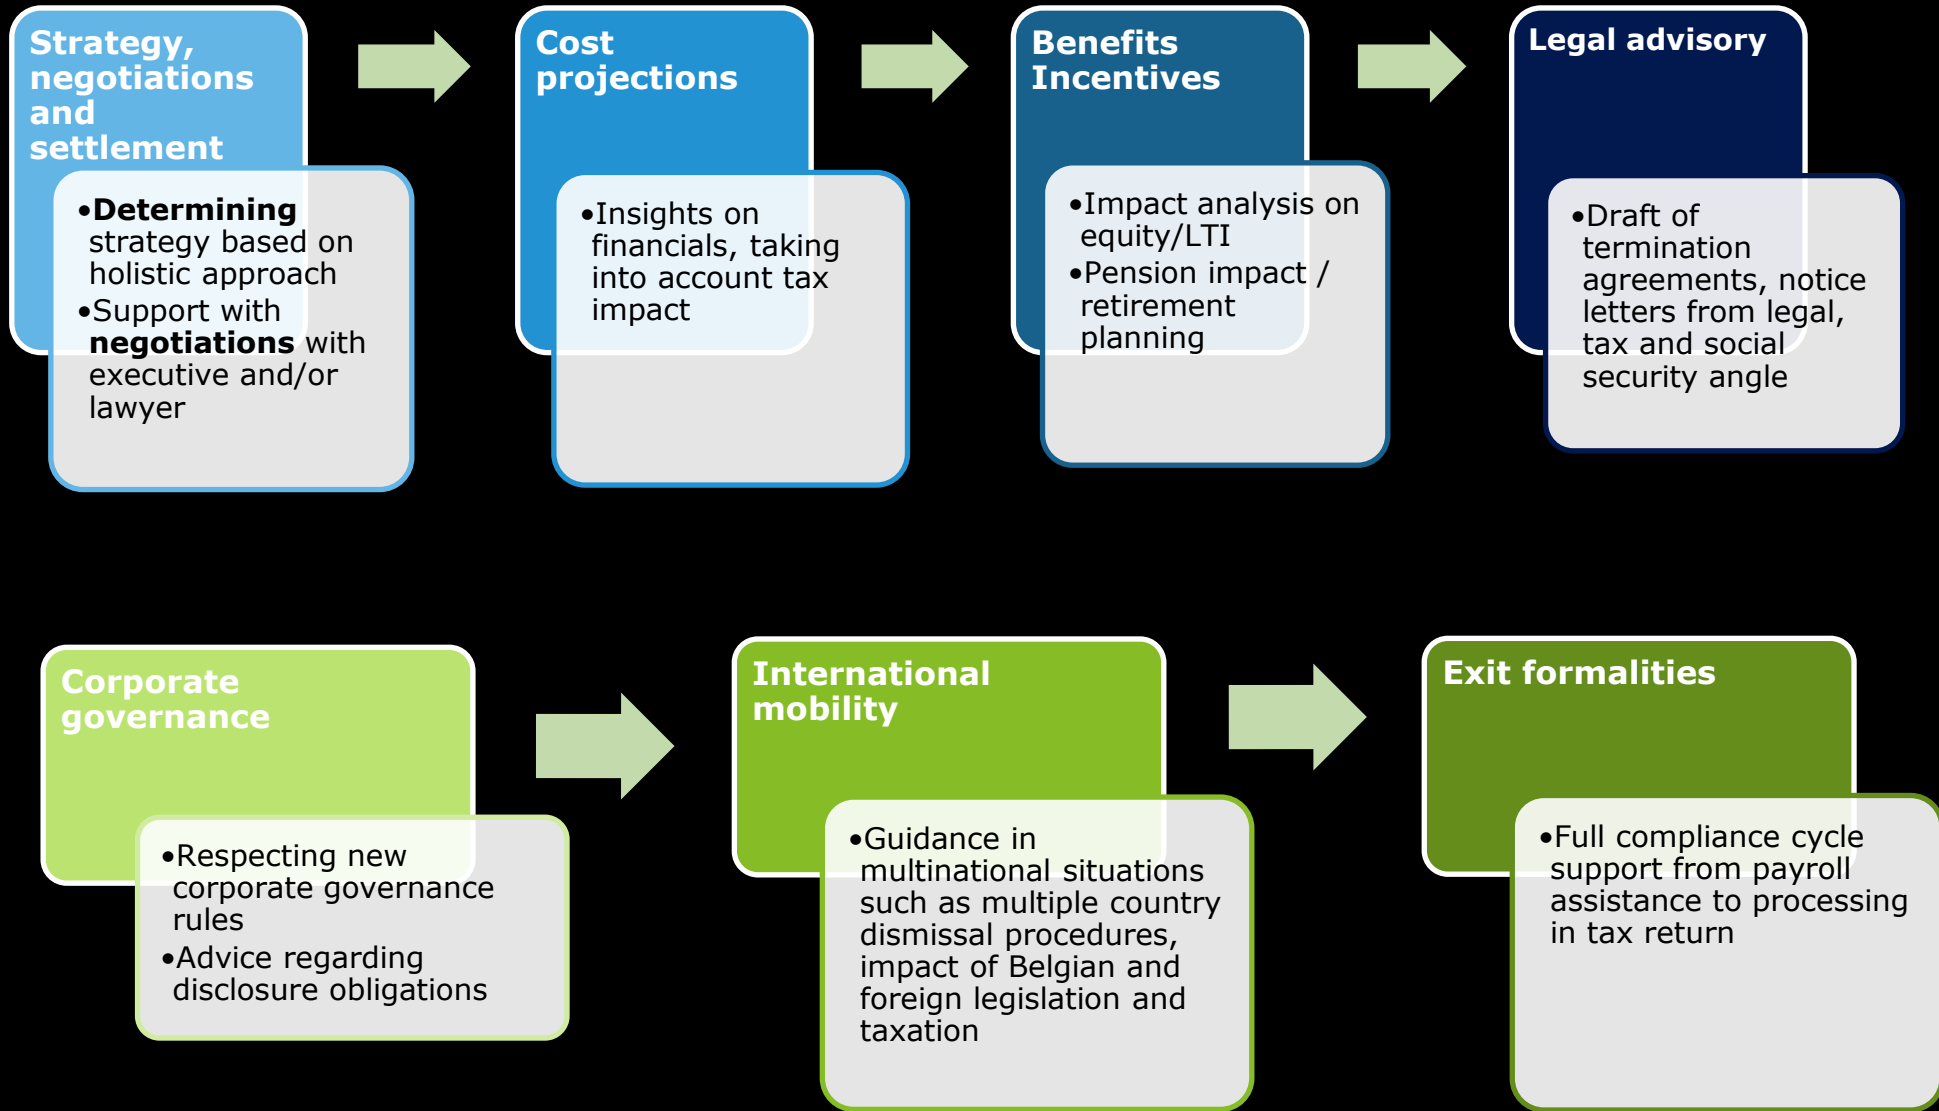 Strategy,
negotiations
and
settlement
•Determining
strategy based on
holistic approach
•Support with
negotiations with
executive and/or
lawyer
Cost
projections
•Insights on
financials, taking
into account tax
impact
Benefits
Incentives
•Impact analysis on
equity/LTI
•Pension impact /
retirement
planning
Legal advisory
•Draft of
termination
agreements, notice
letters from legal,
tax and social
security angle
Corporate
governance
•Respecting new
corporate governance
rules
•Advice regarding
disclosure obligations
International
mobility
•Guidance in
multinational situations
such as multiple country
dismissal procedures,
impact of Belgian and
foreign legislation and
taxation
Exit formalities
•Full compliance cycle
support from payroll
assistance to processing
in tax return